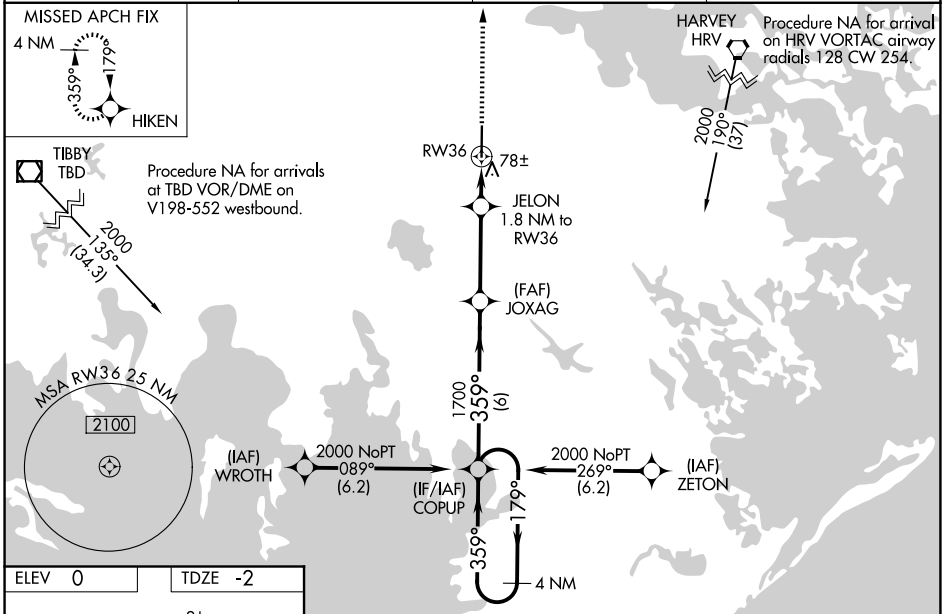 MISSED APCH FIX
4 NM
359°
179°
HIKEN
TIBBY
TBD
Procedure NA for arrivals
at TBD VOR/DME on
V198-552 westbound.
2000
135°
(34.3)
HARVEY
HRV
Procedure NA for arrival
on HRV VORTAC airway
radials 128 CW 254.
2000
190°
(37)
RW36
78±
JELON
1.8 NM to
RW36
(FAF)
JOXAG
1700
359°
(6)
MSA RW36 25 NM
2100
(IAF)
WROTH
2000 NoPT
089°
(6.2)
(IF/IAF)
COPUP
2000 NoPT
269°
(6.2)
(IAF)
ZETON
359°
179°
4 NM
ELEV 0
TDZE -2